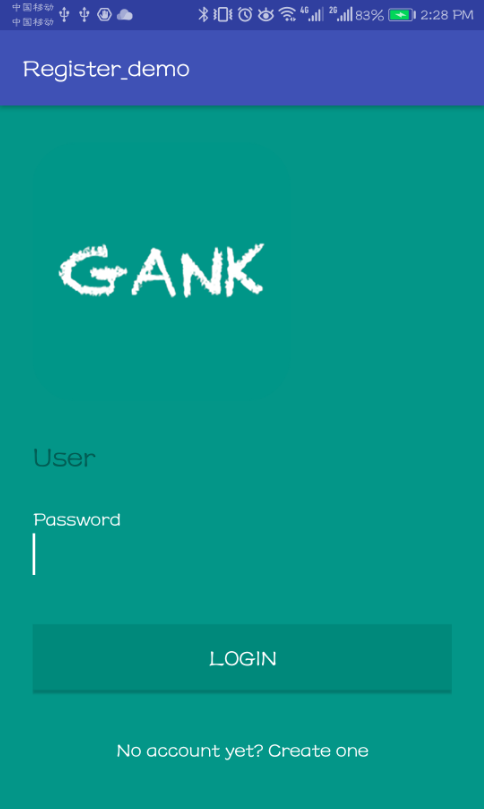 中国移动
中国移动
4G 2G 83% 2:28 PM
Register_demo
GANK
User
Password
LOGIN
No account yet? Create one